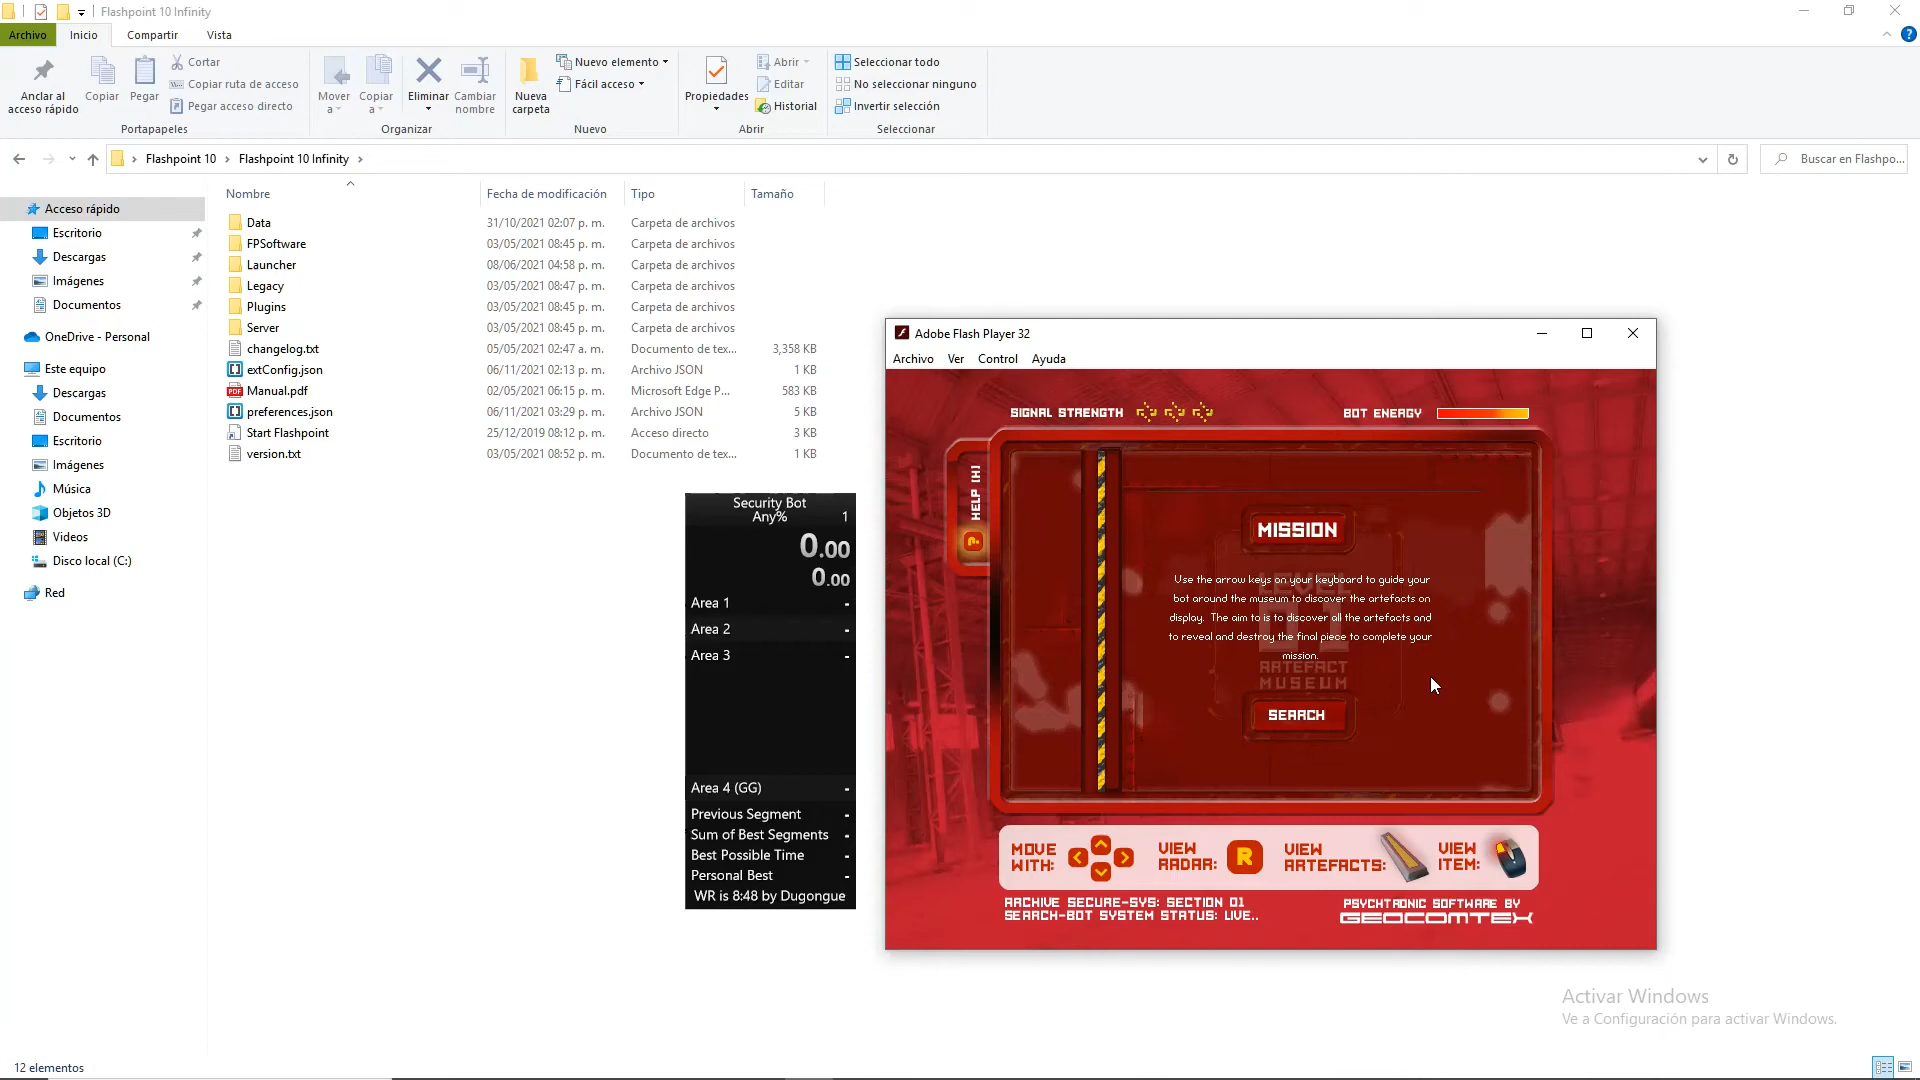 Flashpoint 10 Infinity
Archivo Inicio Compartir Vista
Anclar al acceso rápido
Copiar
Pegar
Cortar
Copiar ruta de acceso
Pegar acceso directo
Portapapeles
Mover a
Copiar a
Eliminar
Cambiar nombre
Organizar
Nueva carpeta
Nuevo elemento
Fácil acceso
Nuevo
Propiedades
Abrir
Editar
Historial
Abrir
Seleccionar todo
No seleccionar ninguno
Invertir selección
Seleccionar
Flashpoint 10 > Flashpoint 10 Infinity >
Buscar en Flashpo...
Nombre Fecha de modificación Tipo Tamaño
Acceso rápido
Escritorio
Descargas
Imágenes
Documentos
OneDrive - Personal
Este equipo
Descargas
Documentos
Escritorio
Imágenes
Música
Objetos 3D
Videos
Disco local (C:)
Red
Data 31/10/2021 02:07 p. m. Carpeta de archivos
FPSoftware 03/05/2021 08:45 p. m. Carpeta de archivos
Launcher 08/06/2021 04:58 p. m. Carpeta de archivos
Legacy 03/05/2021 08:47 p. m. Carpeta de archivos
Plugins 03/05/2021 08:45 p. m. Carpeta de archivos
Server 03/05/2021 08:45 p. m. Carpeta de archivos
changelog.txt 05/05/2021 02:47 a. m. Documento de tex... 3,358 KB
extConfig.json 06/11/2021 02:13 p. m. Archivo JSON 1 KB
Manual.pdf 02/05/2021 06:15 p. m. Microsoft Edge P... 583 KB
preferences.json 06/11/2021 03:29 p. m. Archivo JSON 5 KB
Start Flashpoint 25/12/2019 08:12 p. m. Acceso directo 3 KB
version.txt 03/05/2021 08:52 p. m. Documento de tex... 1 KB
Security Bot
Any% 1
0.00
0.00
Area 1 -
Area 2 -
Area 3 -
Area 4 (GG) -
Previous Segment -
Sum of Best Segments -
Best Possible Time -
Personal Best -
WR is 8:48 by Dugongue
Adobe Flash Player 32
Archivo Ver Control Ayuda
SIGNAL STRENGTH
BOT ENERGY
HELP [H]
?
MISSION
Use the arrow keys on your keyboard to guide your
bot around the museum to discover the artefacts on
display. The aim to is to discover all the artefacts and
to reveal and destroy the final piece to complete your
mission.
LEVEL
01
ARTEFACT
MUSEUM
SEARCH
MOVE WITH:
VIEW RADAR: R
VIEW ARTEFACTS:
VIEW ITEM:
ARCHIVE SECURE-SYS: SECTION 01
SEARCH-BOT SYSTEM STATUS: LIVE..
PSYCHTRONIC SOFTWARE BY
GEOCOMTEX
Activar Windows
Ve a Configuración para activar Windows.
12 elementos